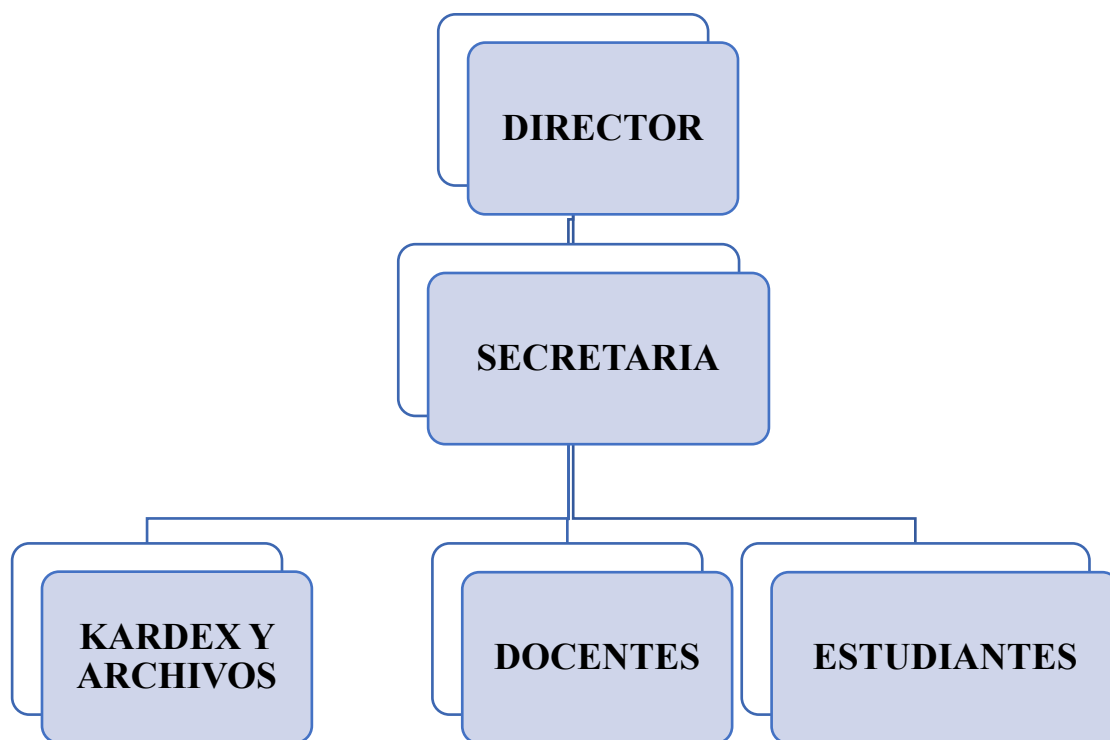 DIRECTOR
SECRETARIA
KARDEX Y
ARCHIVOS
DOCENTES
ESTUDIANTES